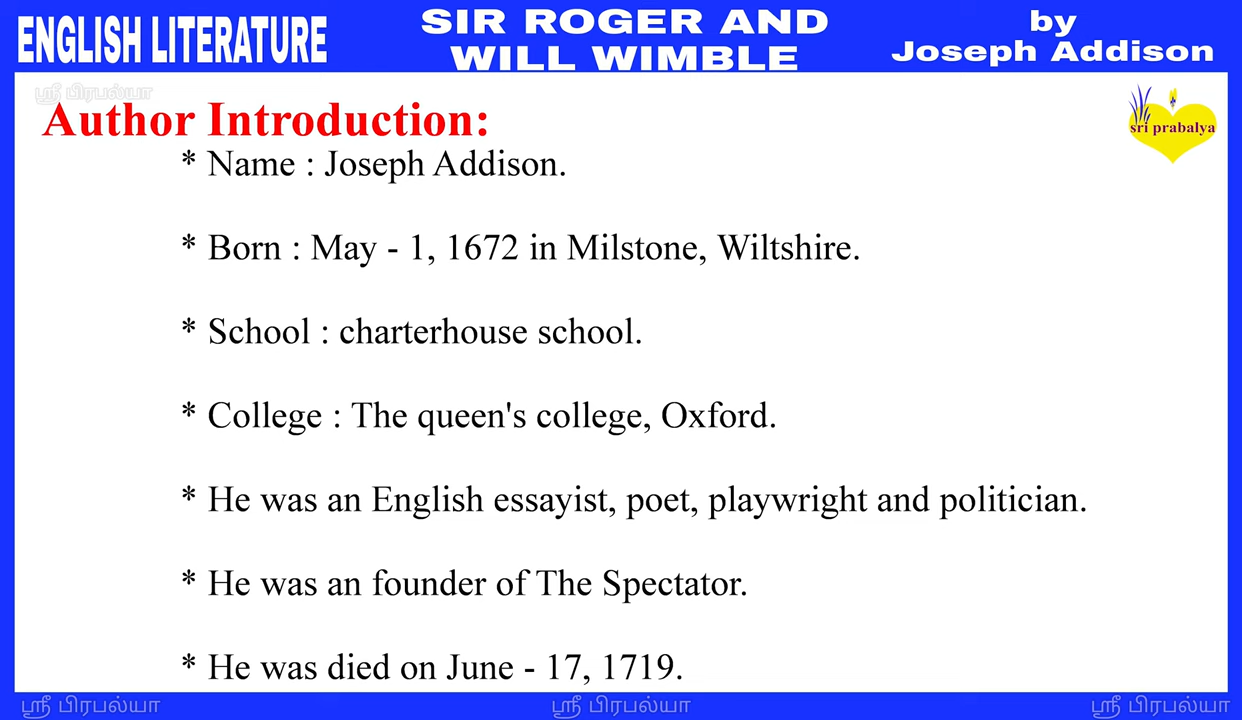 ENGLISH LITERATURE
SIR ROGER AND
WILL WIMBLE
by
Joseph Addison
ஸ்ரீ பிரபல்யா
Author Introduction:
sri prabalya
* Name : Joseph Addison.
* Born : May - 1, 1672 in Milstone, Wiltshire.
* School : charterhouse school.
* College : The queen's college, Oxford.
* He was an English essayist, poet, playwright and politician.
* He was an founder of The Spectator.
* He was died on June - 17, 1719.
ஸ்ரீ பிரபல்யா
ஸ்ரீ பிரபல்யா
ஸ்ரீ பிரபல்யா